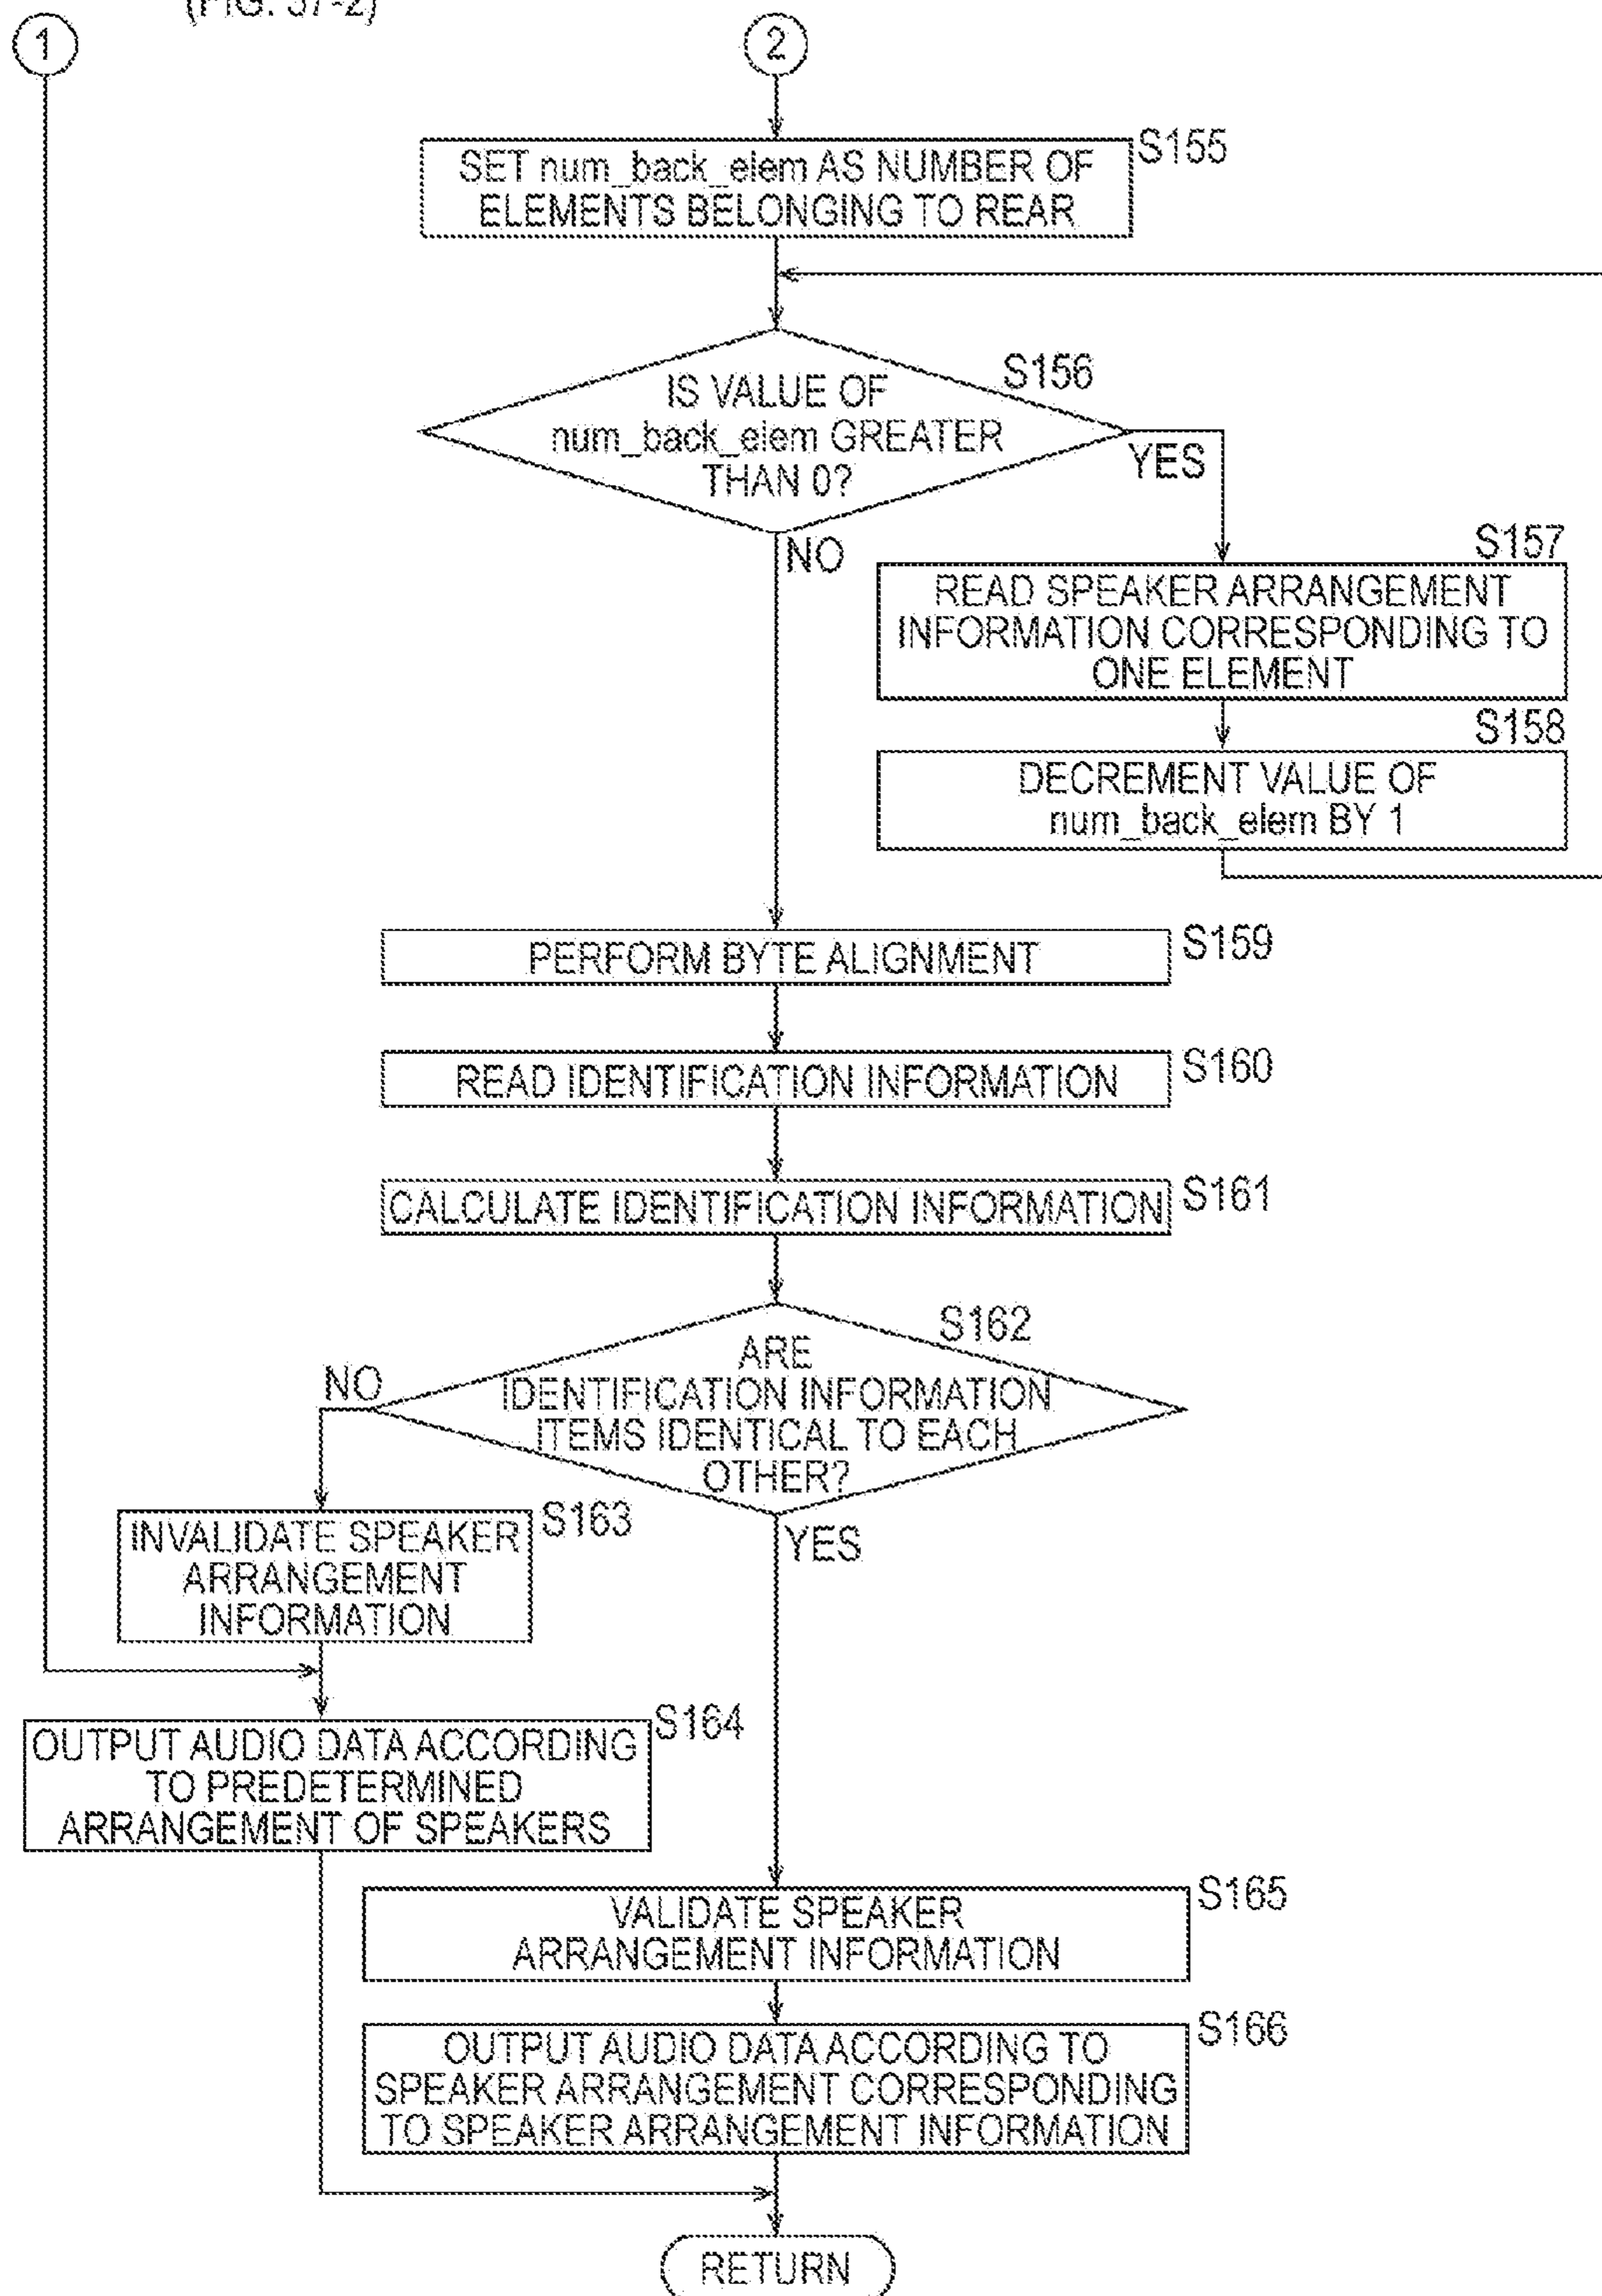 (FIG. 37-2)
1
2
S155
SET num_back_elem AS NUMBER OF
ELEMENTS BELONGING TO REAR
S156
IS VALUE OF
num_back_elem GREATER
THAN 0?
YES
NO
S157
READ SPEAKER ARRANGEMENT
INFORMATION CORRESPONDING TO
ONE ELEMENT
S158
DECREMENT VALUE OF
num_back_elem BY 1
PERFORM BYTE ALIGNMENT
S159
READ IDENTIFICATION INFORMATION
S160
CALCULATE IDENTIFICATION INFORMATION
S161
S162
ARE
IDENTIFICATION INFORMATION
ITEMS IDENTICAL TO EACH
OTHER?
NO
YES
S163
INVALIDATE SPEAKER
ARRANGEMENT
INFORMATION
S164
OUTPUT AUDIO DATA ACCORDING
TO PREDETERMINED
ARRANGEMENT OF SPEAKERS
S165
VALIDATE SPEAKER
ARRANGEMENT INFORMATION
S166
OUTPUT AUDIO DATA ACCORDING TO
SPEAKER ARRANGEMENT CORRESPONDING
TO SPEAKER ARRANGEMENT INFORMATION
RETURN